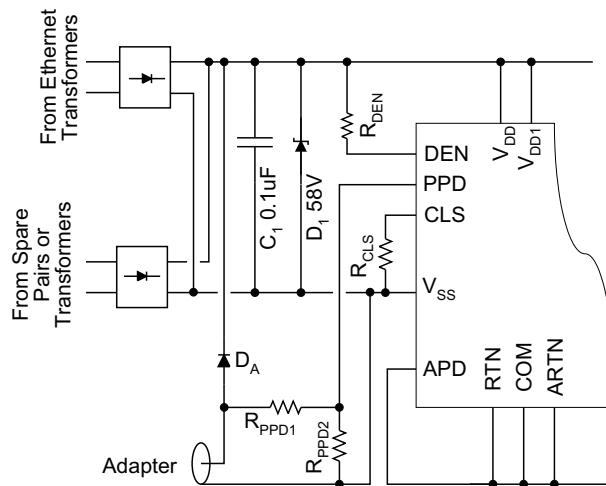 From Ethernet
Transformers
From Spare
Pairs or
Transformers
C1 0.1uF
D1 58V
RDEN
RCLS
DEN
PPD
CLS
VSS
APD
VDD
VDD1
RTN
COM
ARTN
DA
RPPD1
RPPD2
Adapter